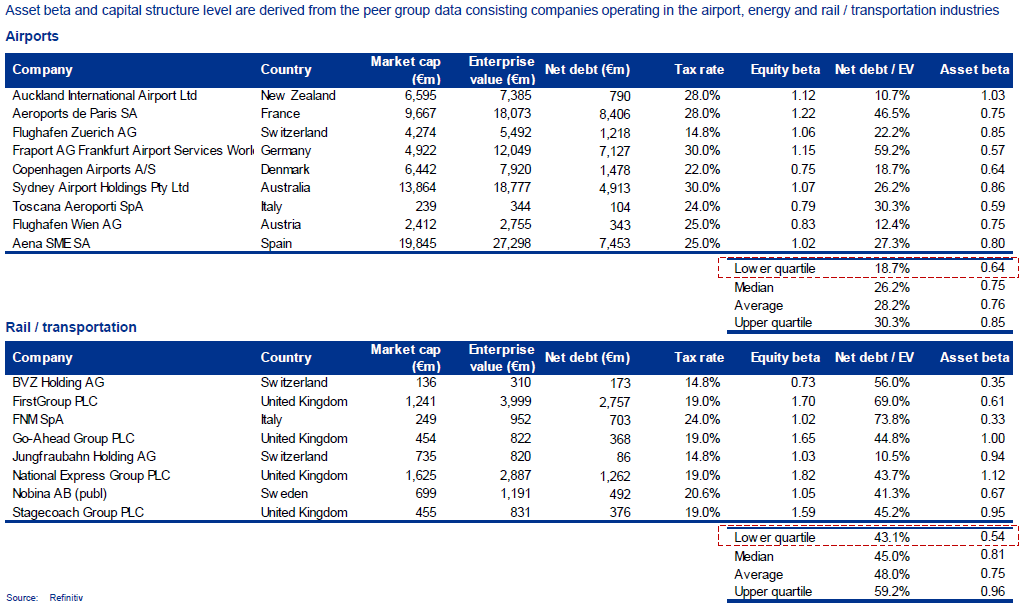 Asset beta and capital structure level are derived from the peer group data consisting companies operating in the airport, energy and rail / transportation industries
Airports
Company Country Market cap (€m) Enterprise value (€m) Net debt (€m) Tax rate Equity beta Net debt / EV Asset beta
Auckland International Airport Ltd New Zealand 6,595 7,385 790 28.0% 1.12 10.7% 1.03
Aeroports de Paris SA France 9,667 18,073 8,406 28.0% 1.22 46.5% 0.75
Flughafen Zuerich AG Switzerland 4,274 5,492 1,218 14.8% 1.06 22.2% 0.85
Fraport AG Frankfurt Airport Services Worl Germany 4,922 12,049 7,127 30.0% 1.15 59.2% 0.57
Copenhagen Airports A/S Denmark 6,442 7,920 1,478 22.0% 0.75 18.7% 0.64
Sydney Airport Holdings Pty Ltd Australia 13,864 18,777 4,913 30.0% 1.07 26.2% 0.86
Toscana Aeroporti SpA Italy 239 344 104 24.0% 0.79 30.3% 0.59
Flughafen Wien AG Austria 2,412 2,755 343 25.0% 0.83 12.4% 0.75
Aena SME SA Spain 19,845 27,298 7,453 25.0% 1.02 27.3% 0.80
Lower quartile 18.7% 0.64
Median 26.2% 0.75
Average 28.2% 0.76
Upper quartile 30.3% 0.85
Rail / transportation
Company Country Market cap (€m) Enterprise value (€m) Net debt (€m) Tax rate Equity beta Net debt / EV Asset beta
BVZ Holding AG Switzerland 136 310 173 14.8% 0.73 56.0% 0.35
FirstGroup PLC United Kingdom 1,241 3,999 2,757 19.0% 1.70 69.0% 0.61
FNM SpA Italy 249 952 703 24.0% 1.02 73.8% 0.33
Go-Ahead Group PLC United Kingdom 454 822 368 19.0% 1.65 44.8% 1.00
Jungfraubahn Holding AG Switzerland 735 820 86 14.8% 1.03 10.5% 0.94
National Express Group PLC United Kingdom 1,625 2,887 1,262 19.0% 1.82 43.7% 1.12
Nobina AB (publ) Sweden 699 1,191 492 20.6% 1.05 41.3% 0.67
Stagecoach Group PLC United Kingdom 455 831 376 19.0% 1.59 45.2% 0.95
Lower quartile 43.1% 0.54
Median 45.0% 0.81
Average 48.0% 0.75
Upper quartile 59.2% 0.96
Source: Refinitiv